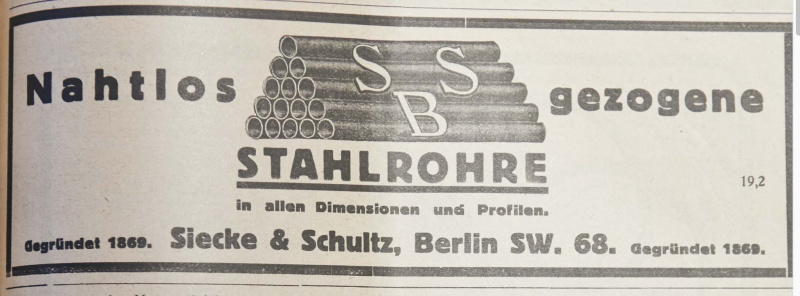 Nahtlos gezogene
S S
B
STAHLROHRE
19,2
in allen Dimensionen und Profilen.
Gegründet 1869. Siecke & Schultz, Berlin SW. 68. Gegründet 1869.